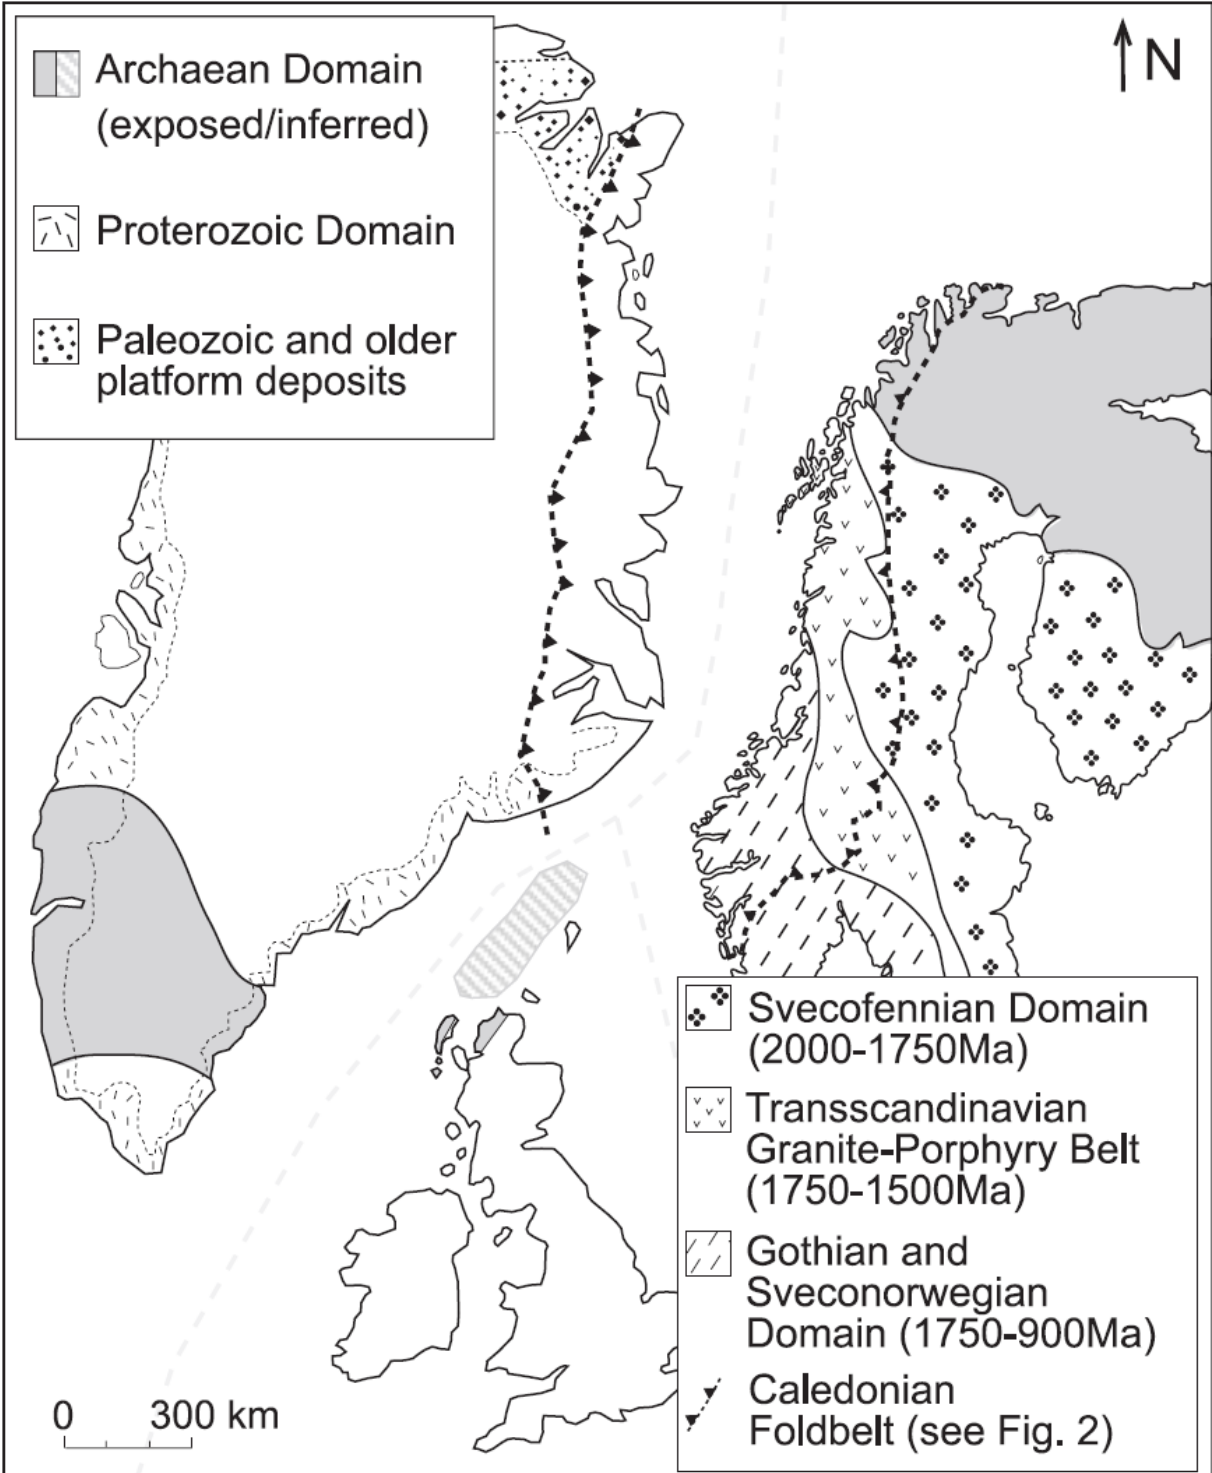 Archaean Domain
(exposed/inferred)
Proterozoic Domain
Paleozoic and older
platform deposits
N
Svecofennian Domain
(2000-1750Ma)
Transscandinavian
Granite-Porphyry Belt
(1750-1500Ma)
Gothian and
Sveconorwegian
Domain (1750-900Ma)
Caledonian
Foldbelt (see Fig. 2)
0 300 km